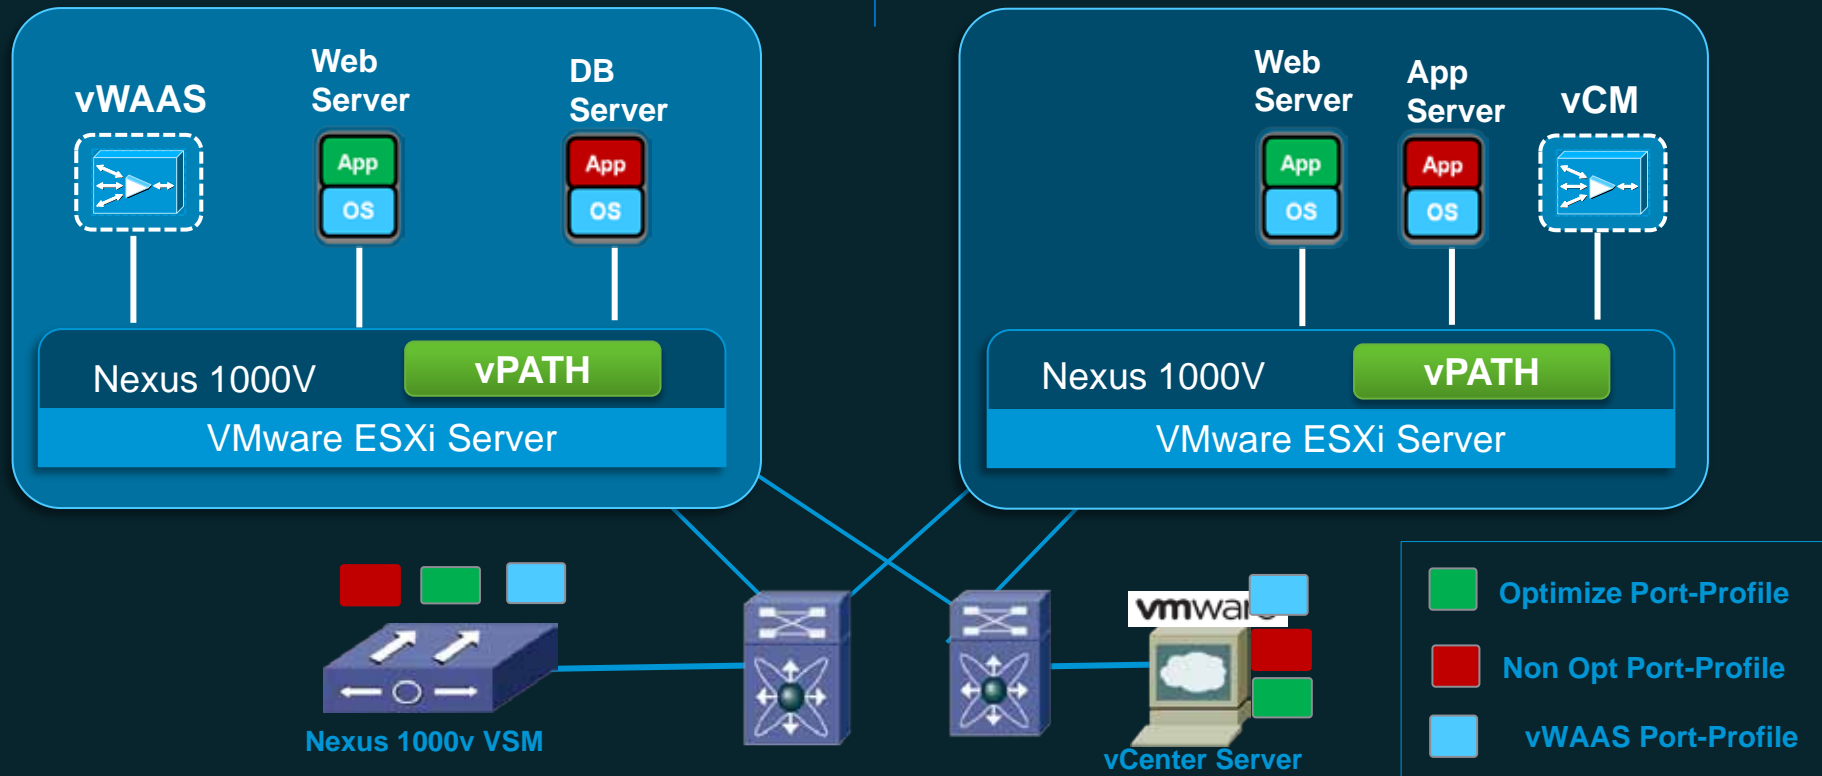 vWAAS
Web
Server
DB
Server
App
OS
App
OS
Nexus 1000V
vPATH
VMware ESXi Server
Web
Server
App
Server
vCM
App
OS
App
OS
Nexus 1000V
vPATH
VMware ESXi Server
Nexus 1000v VSM
vmware
vCenter Server
Optimize Port-Profile
Non Opt Port-Profile
vWAAS Port-Profile